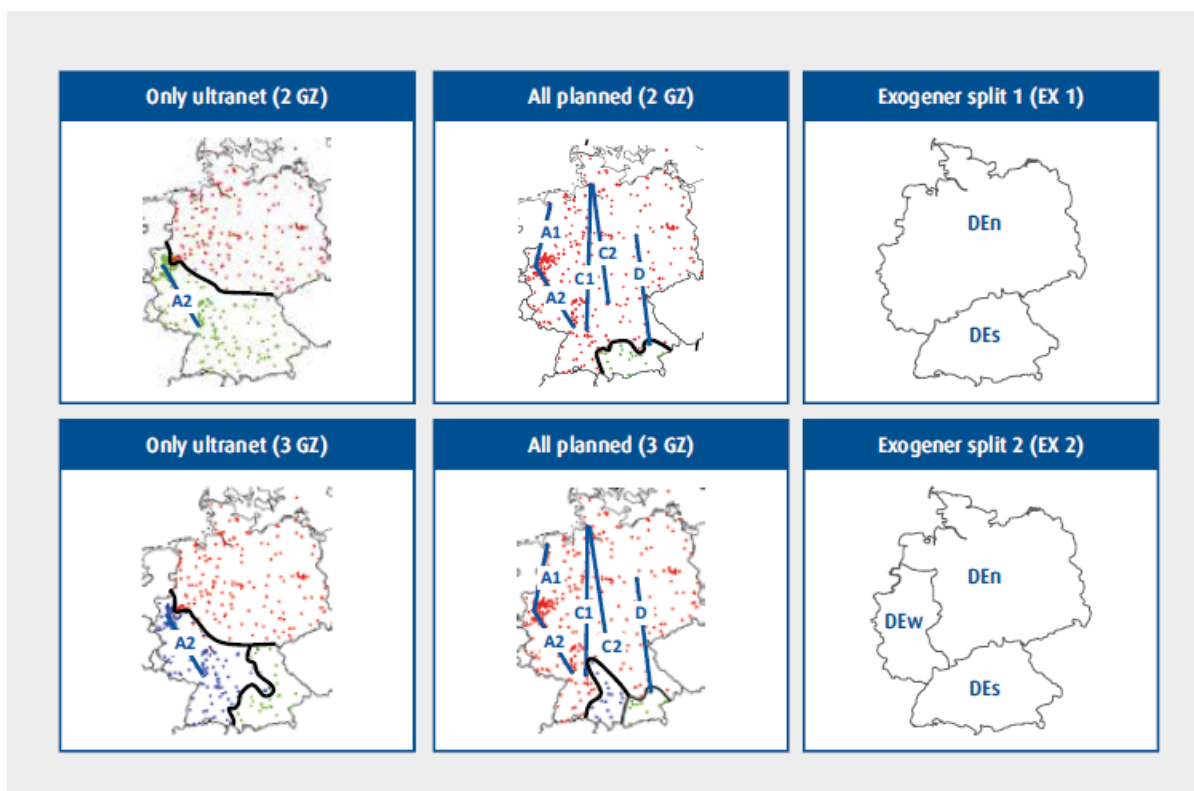 Only ultranet (2 GZ)
A2
All planned (2 GZ)
A1
C2
C1
D
A2
Exogener split 1 (EX 1)
DEn
DEs
Only ultranet (3 GZ)
A2
All planned (3 GZ)
A1
C1
D
A2
C2
Exogener split 2 (EX 2)
DEn
DEw
DEs